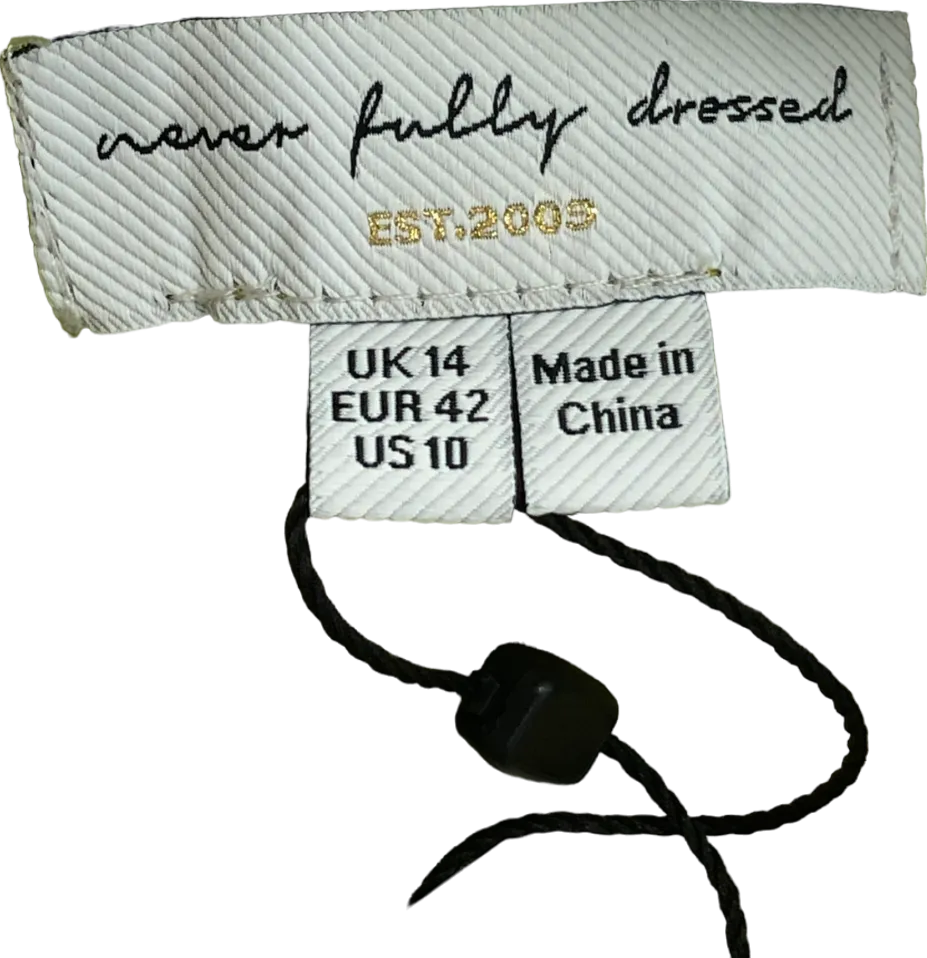 never fully dressed
EST.2009
UK 14
EUR 42
US 10
Made in
China